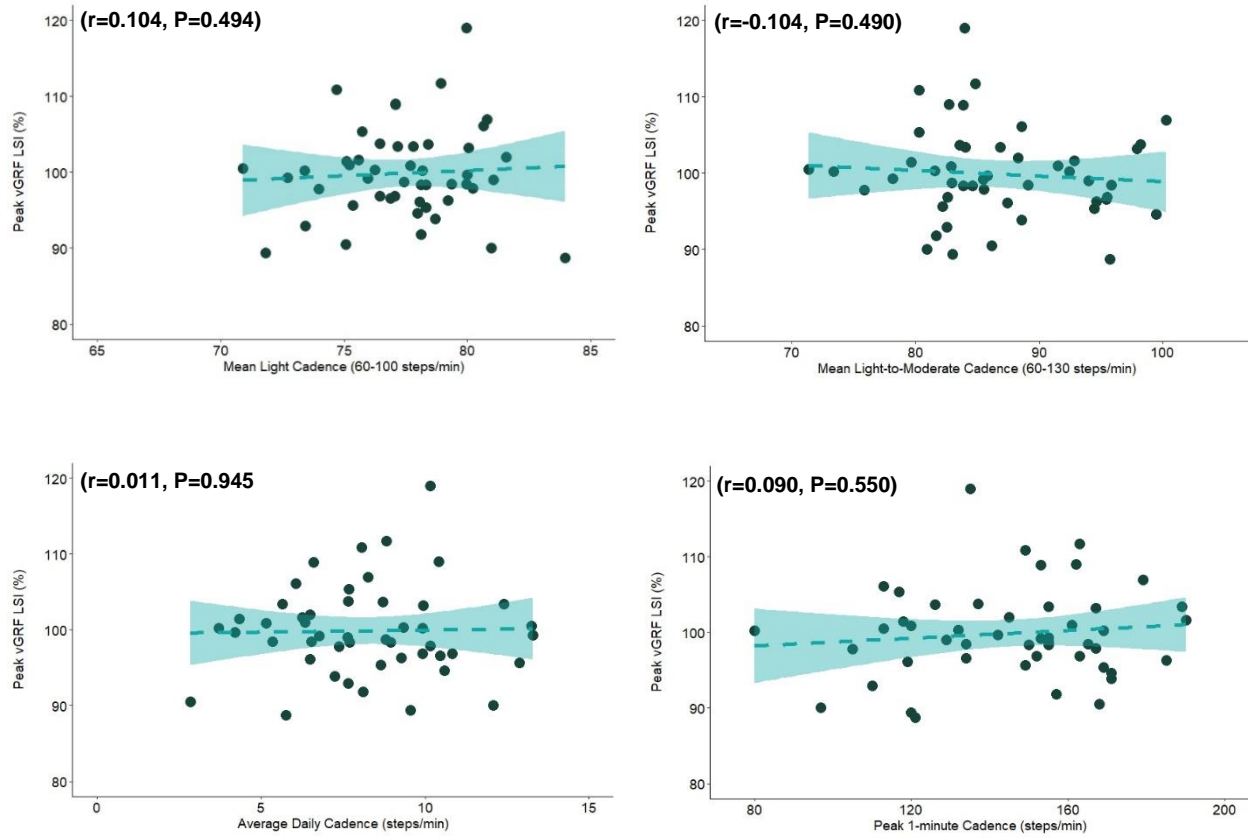 (r=0.104, P=0.494)
120
110
100
90
80
Peak vGRF LSI (%)
65 70 75 80 85
Mean Light Cadence (60-100 steps/min)
(r=-0.104, P=0.490)
120
110
100
90
80
Peak vGRF LSI (%)
70 80 90 100
Mean Light-to-Moderate Cadence (60-130 steps/min)
(r=0.011, P=0.945
120
110
100
90
80
Peak vGRF LSI (%)
0 5 10 15
Average Daily Cadence (steps/min)
(r=0.090, P=0.550)
120
110
100
90
80
Peak vGRF LSI (%)
80 120 160 200
Peak 1-minute Cadence (steps/min)